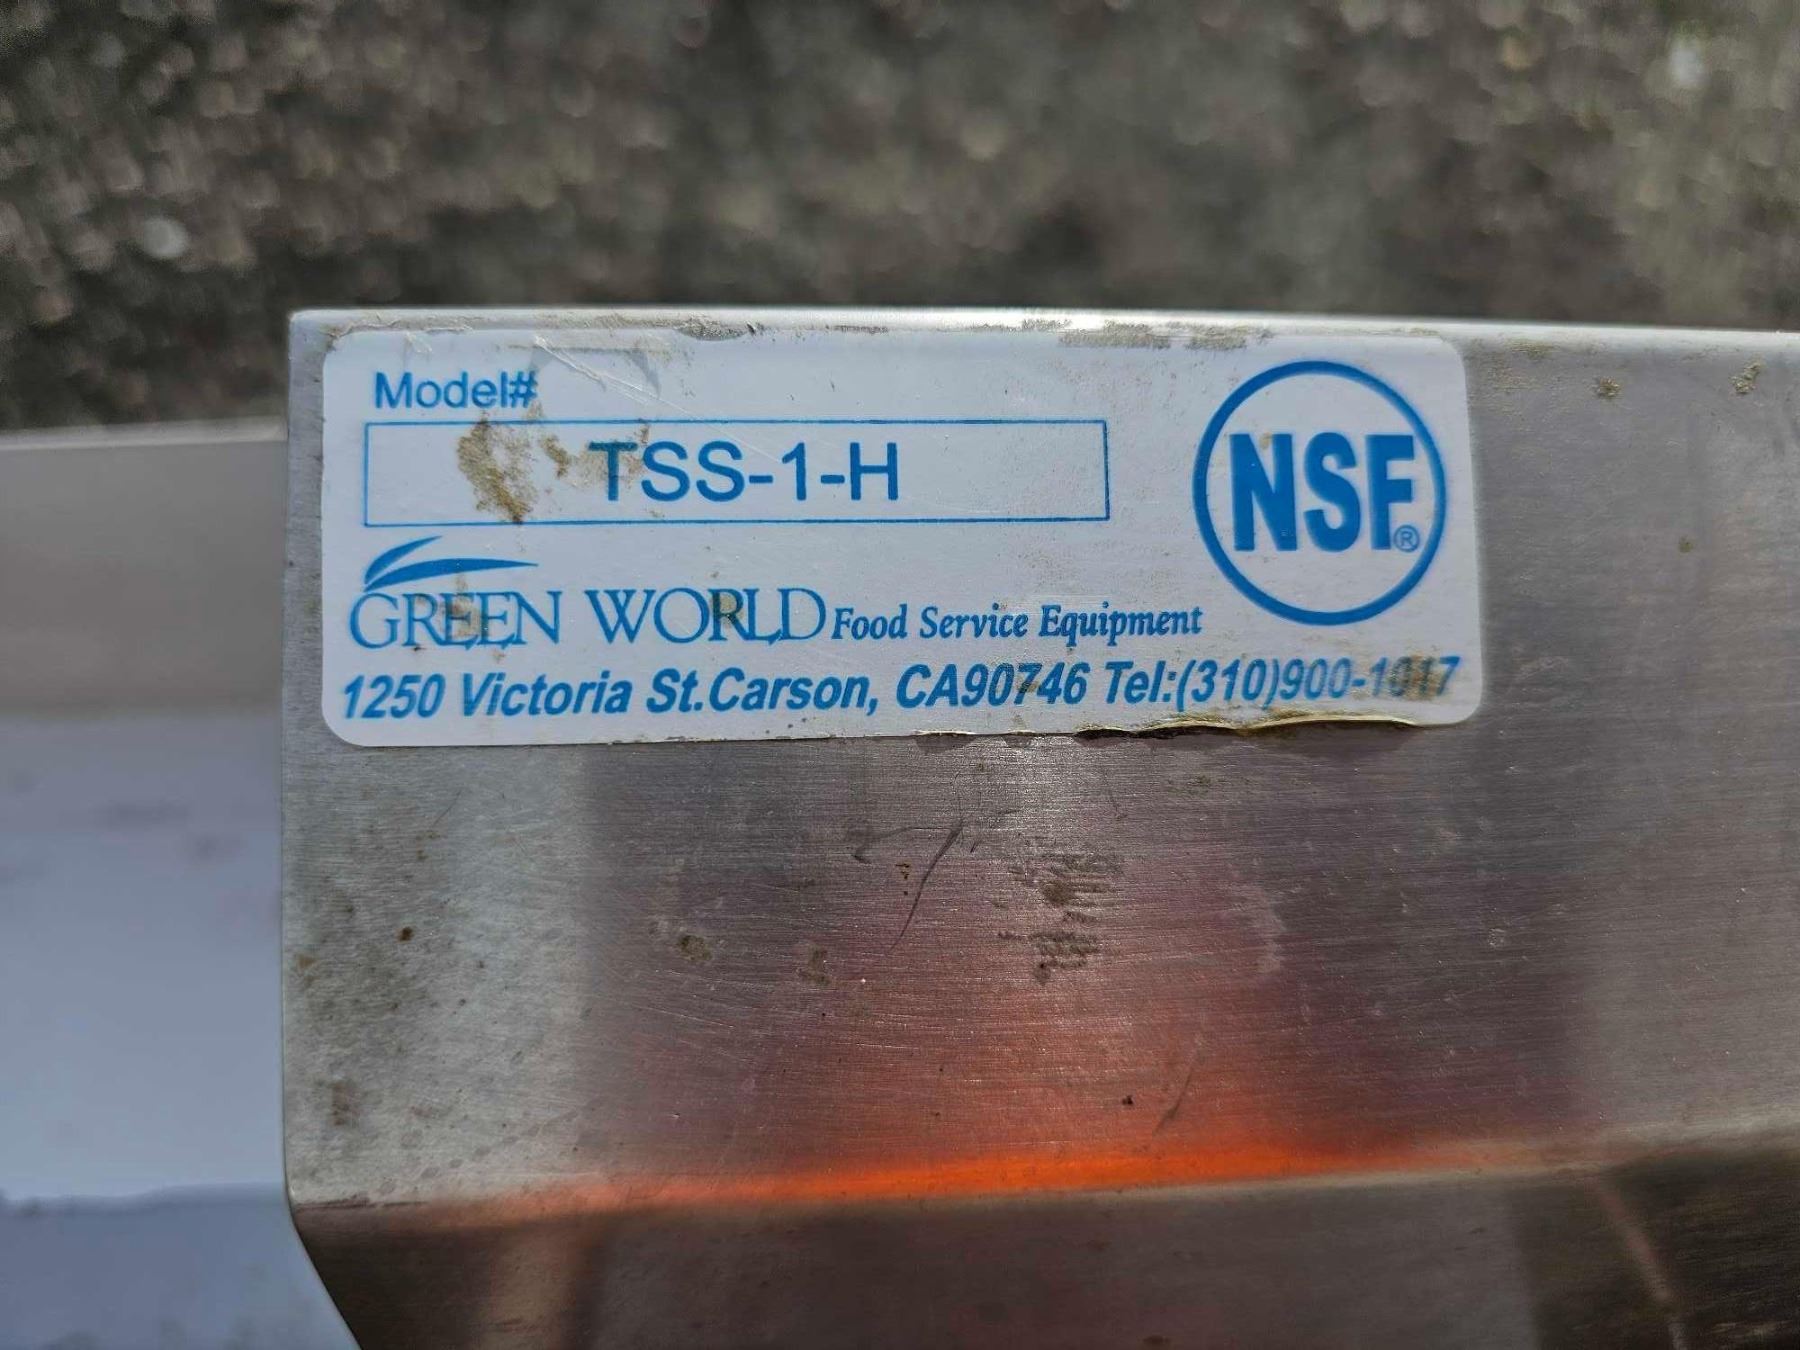 Model#
TSS-1-H
NSF®
GREEN WORLD Food Service Equipment
1250 Victoria St.Carson, CA90746 Tel:(310)900-1017